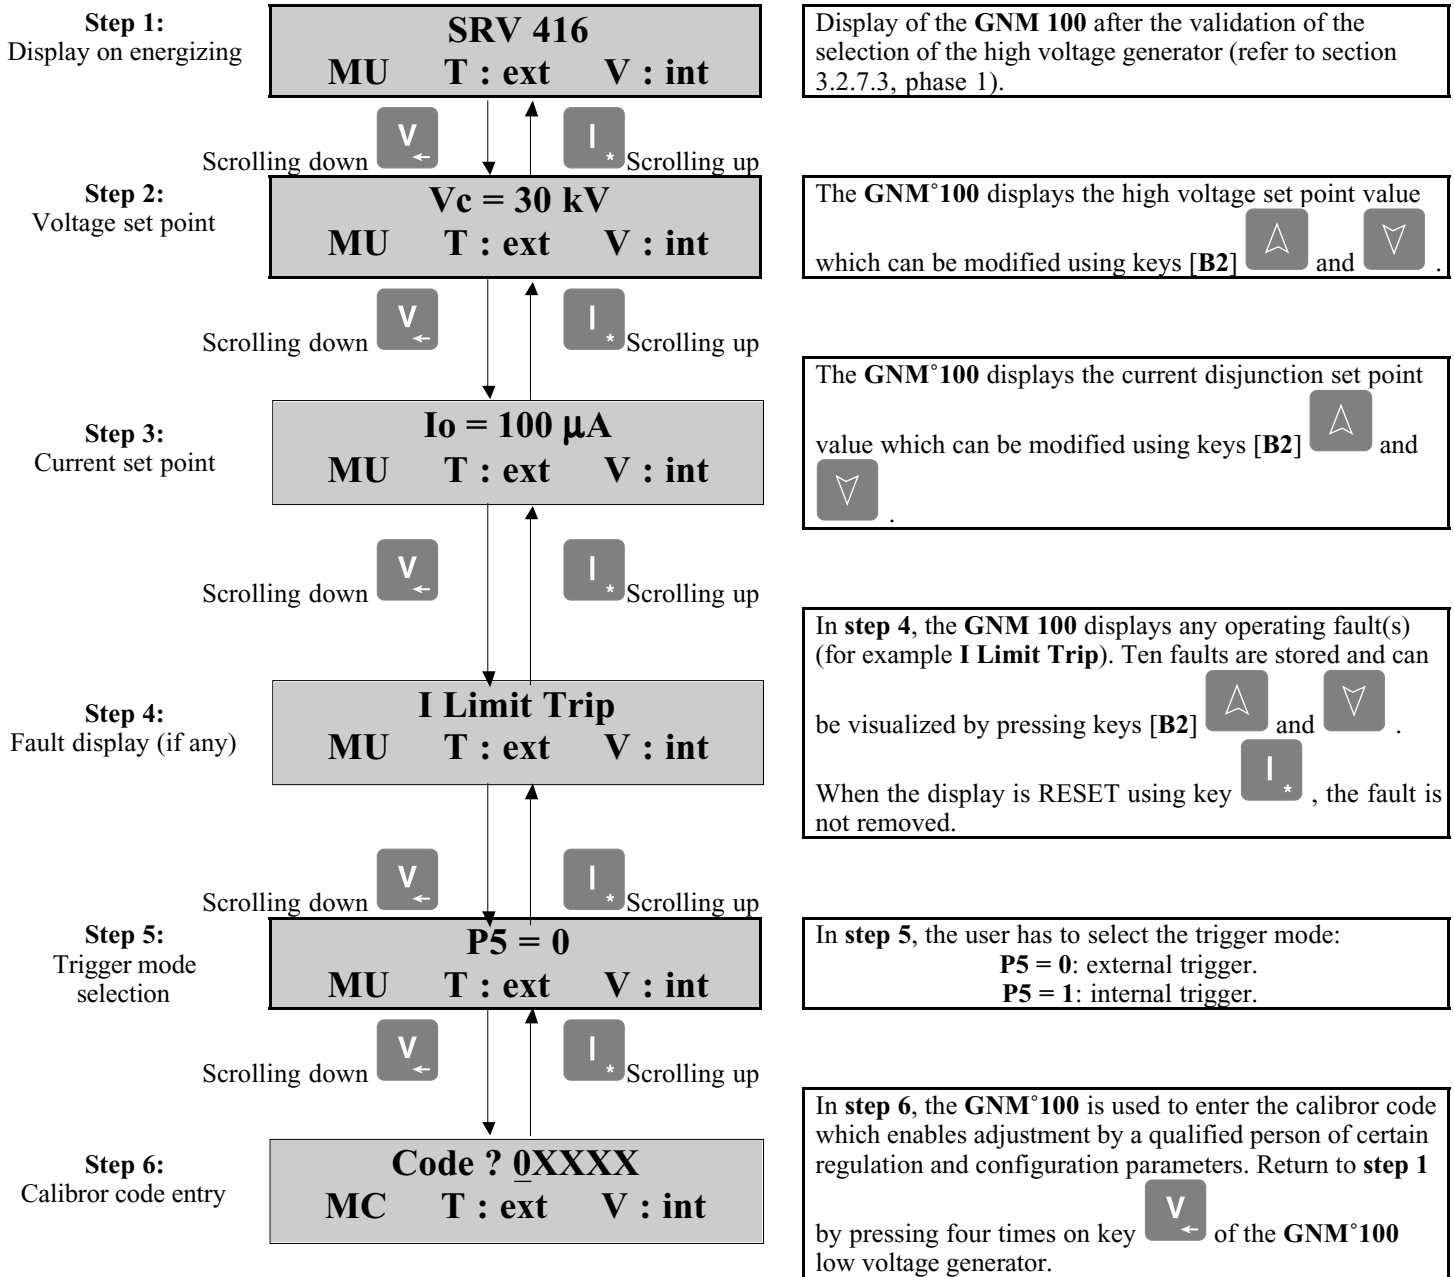 Step 1:
Display on energizing
SRV 416
MU T : ext V : int
Display of the GNM 100 after the validation of the
selection of the high voltage generator (refer to section
3.2.7.3, phase 1).
Scrolling down V ←
I * Scrolling up
Step 2:
Voltage set point
Vc = 30 kV
MU T : ext V : int
The GNM°100 displays the high voltage set point value
which can be modified using keys [B2] and .
Scrolling down V ←
I * Scrolling up
Step 3:
Current set point
Io = 100 µA
MU T : ext V : int
The GNM°100 displays the current disjunction set point
value which can be modified using keys [B2] and
.
Scrolling down V ←
I * Scrolling up
Step 4:
Fault display (if any)
I Limit Trip
MU T : ext V : int
In step 4, the GNM 100 displays any operating fault(s)
(for example I Limit Trip). Ten faults are stored and can
be visualized by pressing keys [B2] and .
When the display is RESET using key I * , the fault is
not removed.
Scrolling down V ←
I * Scrolling up
Step 5:
Trigger mode
selection
P5 = 0
MU T : ext V : int
In step 5, the user has to select the trigger mode:
P5 = 0: external trigger.
P5 = 1: internal trigger.
Scrolling down V ←
I * Scrolling up
Step 6:
Calibror code entry
Code ? 0XXXX
MC T : ext V : int
In step 6, the GNM°100 is used to enter the calibror code
which enables adjustment by a qualified person of certain
regulation and configuration parameters. Return to step 1
by pressing four times on key V ← of the GNM°100
low voltage generator.